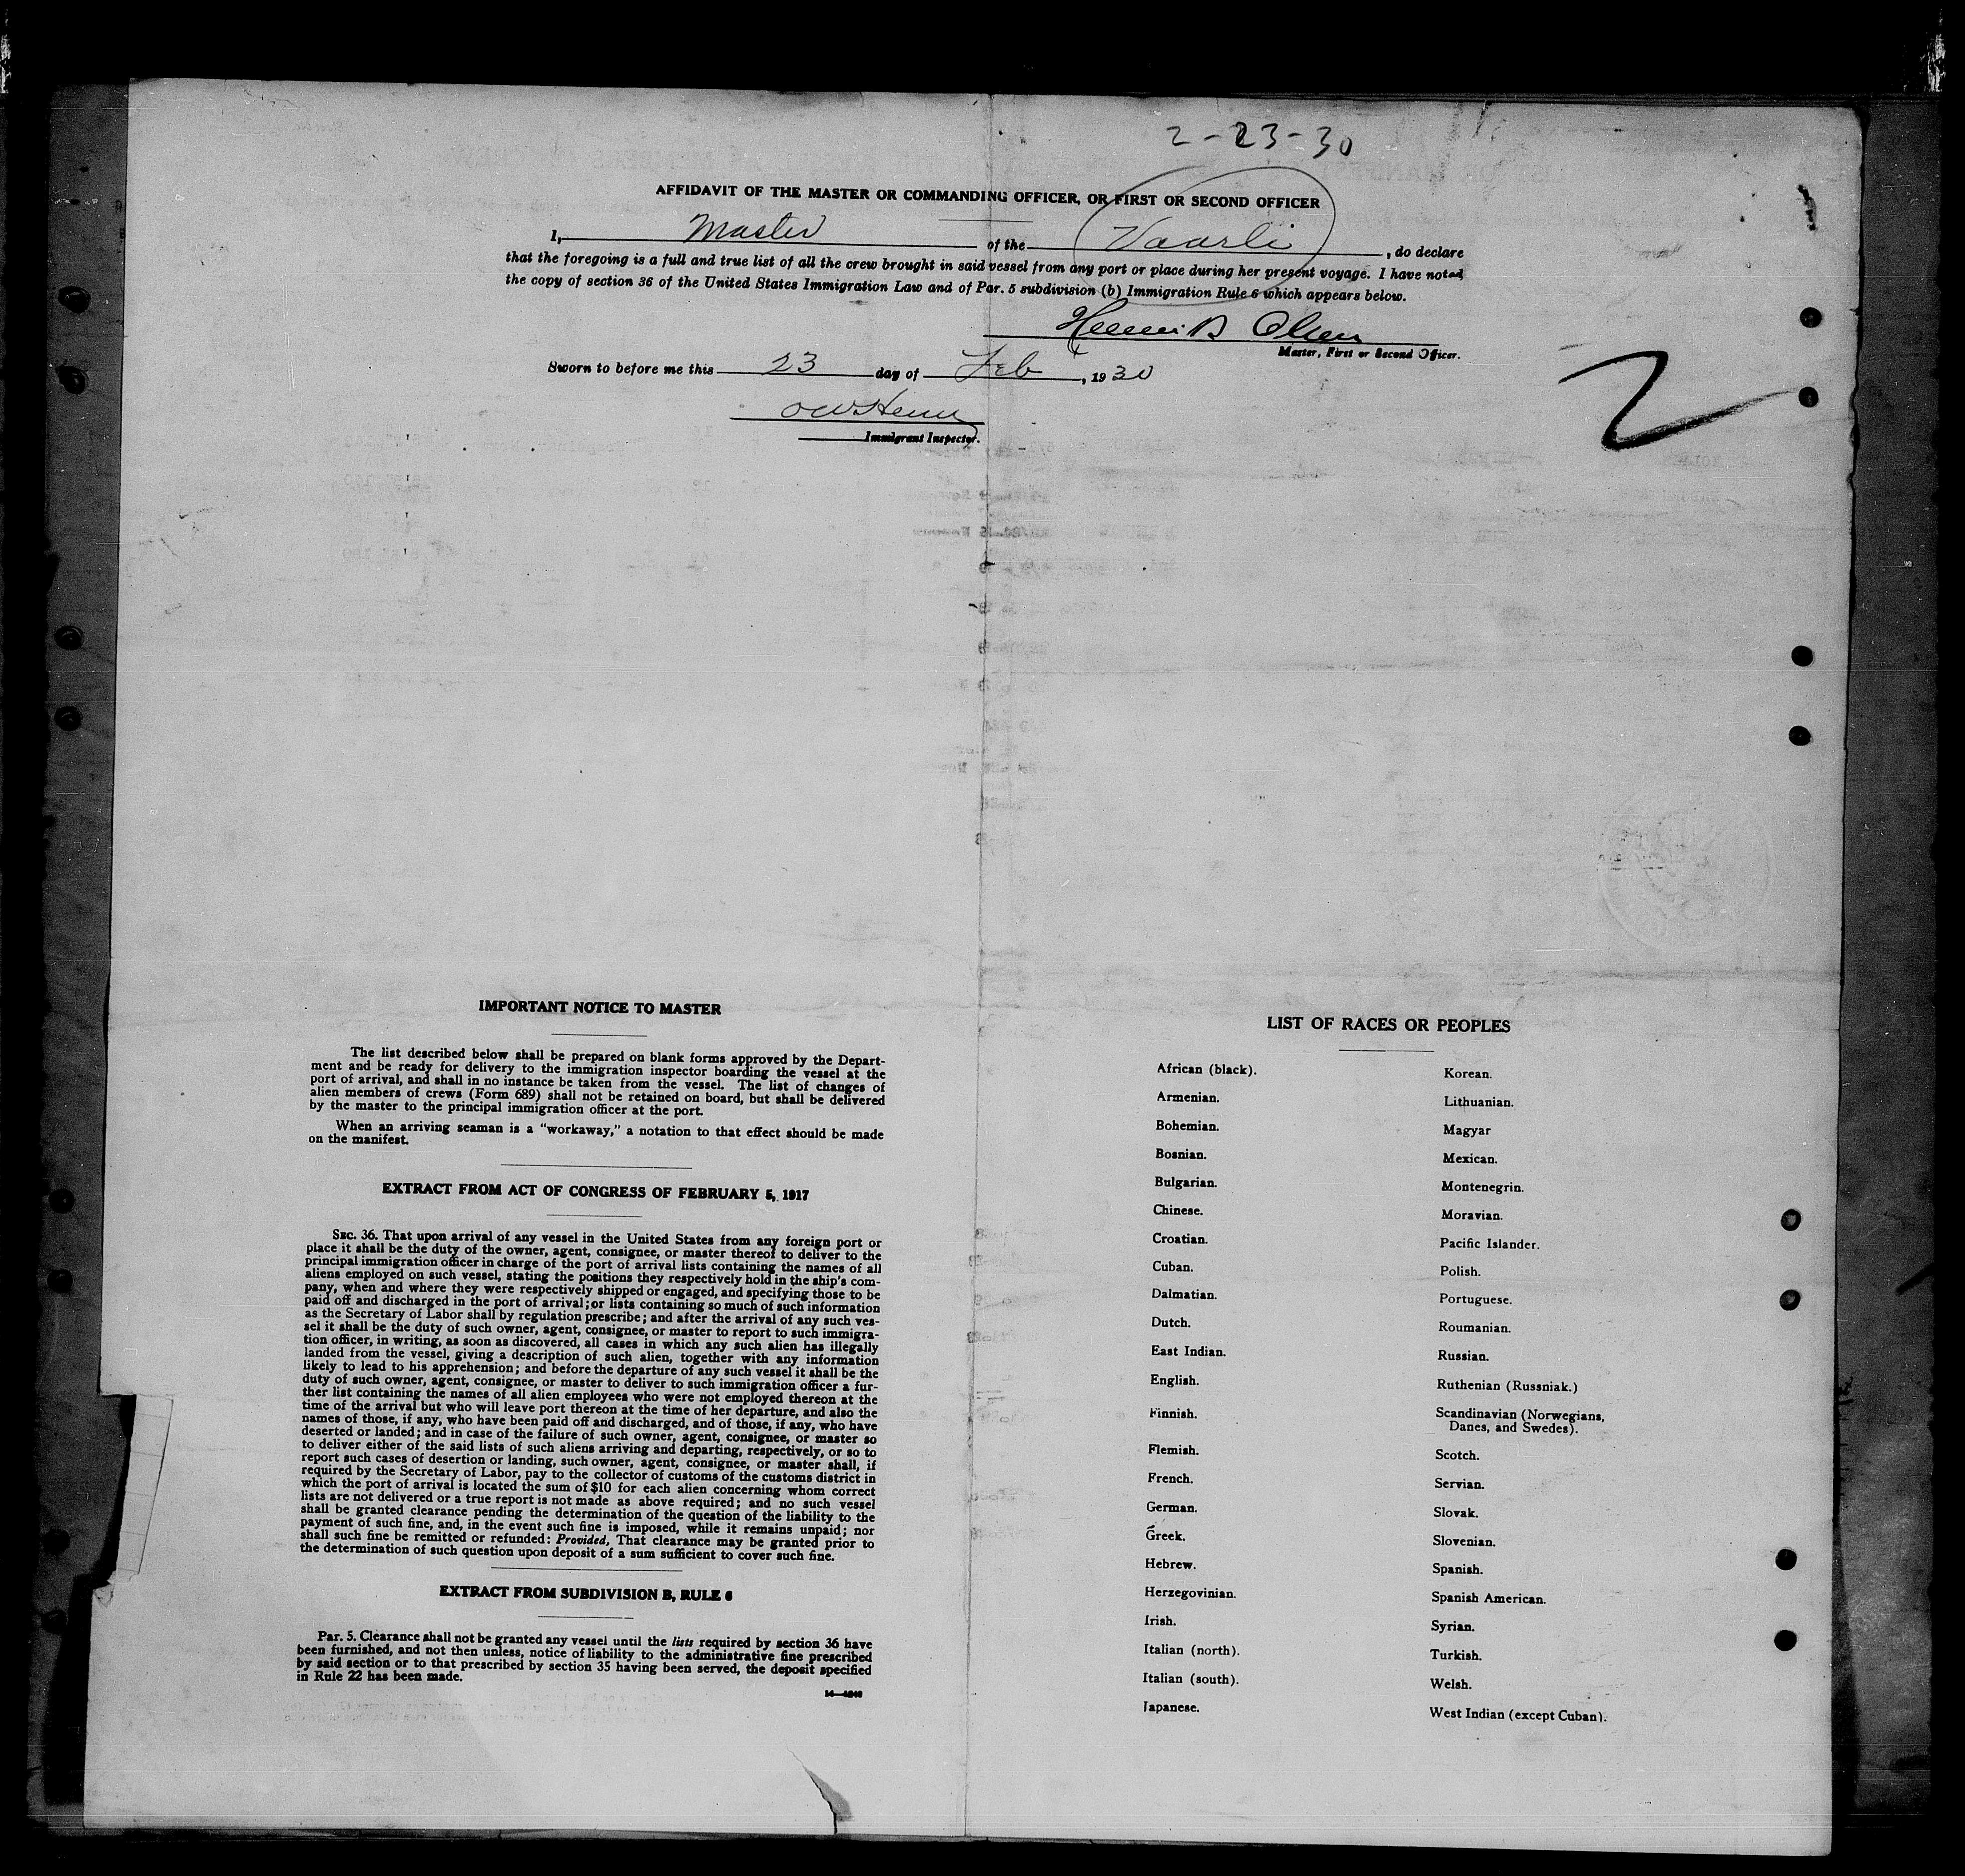 2-23-30
AFFIDAVIT OF THE MASTER OR COMMANDING OFFICER, OR FIRST OR SECOND OFFICER
I, Master of the Vaarli, do declare
that the foregoing is a full and true list of all the crew brought in said vessel from any port or place during her present voyage. I have noted
the copy of section 36 of the United States Immigration Law and of Par. 5 subdivision (b) Immigration Rule 6 which appears below.
Olsen
Master, First or Second Officer.
Sworn to before me this 23 day of Feb, 1930
Immigrant Inspector.
2
IMPORTANT NOTICE TO MASTER
The list described below shall be prepared on blank forms approved by the Depart-
ment and be ready for delivery to the immigration inspector boarding the vessel at the
port of arrival, and shall in no instance be taken from the vessel. The list of changes of
alien members of crews (Form 689) shall not be retained on board, but shall be delivered
by the master to the principal immigration officer at the port.
When an arriving seaman is a "workaway," a notation to that effect should be made
on the manifest.
EXTRACT FROM ACT OF CONGRESS OF FEBRUARY 5, 1917
SEC. 36. That upon arrival of any vessel in the United States from any foreign port or
place it shall be the duty of the owner, agent, consignee, or master thereof to deliver to the
principal immigration officer in charge of the port of arrival lists containing the names of all
aliens employed on such vessel, stating the positions they respectively hold in the ship's com-
pany, when and where they were respectively shipped or engaged, and specifying those to be
paid off and discharged in the port of arrival; or lists containing so much of such information
as the Secretary of Labor shall by regulation prescribe; and after the arrival of any such ves-
sel it shall be the duty of such owner, agent, consignee, or master to report to such immigra-
tion officer, in writing, as soon as discovered, all cases in which any such alien has illegally
landed from the vessel, giving a description of such alien, together with any information
likely to lead to his apprehension; and before the departure of any such vessel it shall be the
duty of such owner, agent, consignee, or master to deliver to such immigration officer a fur-
ther list containing the names of all alien employees who were not employed thereon at the
time of the arrival but who will leave port thereon at the time of her departure, and also the
names of those, if any, who have been paid off and discharged, and of those, if any, who have
deserted or landed; and in case of the failure of such owner, agent, consignee, or master so
to deliver either of the said lists of such aliens arriving and departing, respectively, or so to
report such cases of desertion or landing, such owner, agent, consignee, or master shall, if
required by the Secretary of Labor, pay to the collector of customs of the customs district in
which the port of arrival is located the sum of $10 for each alien concerning whom correct
lists are not delivered or a true report is not made as above required; and no such vessel
shall be granted clearance pending the determination of the question of the liability to the
payment of such fine, and, in the event such fine is imposed, while it remains unpaid; nor
shall such fine be remitted or refunded: Provided, That clearance may be granted prior to
the determination of such question upon deposit of a sum sufficient to cover such fine.
EXTRACT FROM SUBDIVISION B, RULE 6
Par. 5. Clearance shall not be granted any vessel until the lists required by section 36 have
been furnished, and not then unless, notice of liability to the administrative fine prescribed
by said section or to that prescribed by section 35 having been served, the deposit specified
in Rule 22 has been made.
LIST OF RACES OR PEOPLES
African (black).
Armenian.
Bohemian.
Bosnian.
Bulgarian.
Chinese.
Croatian.
Cuban.
Dalmatian.
Dutch.
East Indian.
English.
Finnish.
Flemish.
French.
German.
Greek.
Hebrew.
Herzegovinian.
Irish.
Italian (north).
Italian (south).
Japanese.
Korean.
Lithuanian.
Magyar
Mexican.
Montenegrin.
Moravian.
Pacific Islander.
Polish.
Portuguese.
Roumanian.
Russian.
Ruthenian (Russniak.)
Scandinavian (Norwegians,
Danes, and Swedes).
Scotch.
Servian.
Slovak.
Slovenian.
Spanish.
Spanish American.
Syrian.
Turkish.
Welsh.
West Indian (except Cuban).